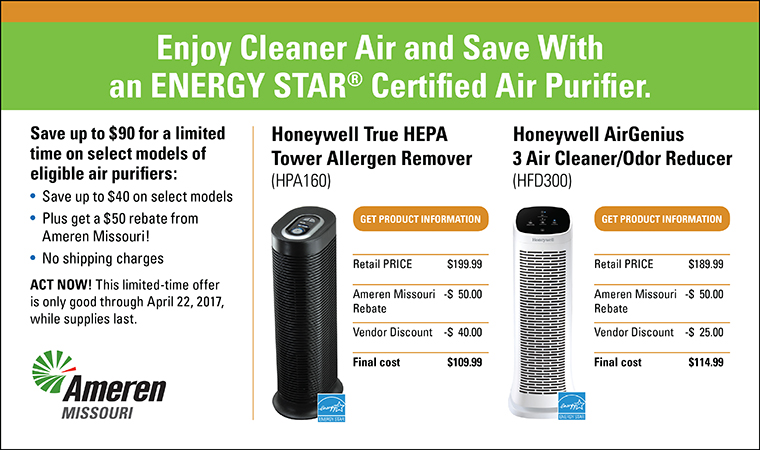 Enjoy Cleaner Air and Save With
an ENERGY STAR® Certified Air Purifier.
Save up to $90 for a limited
time on select models of
eligible air purifiers:
• Save up to $40 on select models
• Plus get a $50 rebate from
Ameren Missouri!
• No shipping charges
ACT NOW! This limited-time offer
is only good through April 22, 2017,
while supplies last.
Ameren
MISSOURI
Honeywell True HEPA
Tower Allergen Remover
(HPA160)
GET PRODUCT INFORMATION
Retail PRICE $199.99
Ameren Missouri -$ 50.00
Rebate
Vendor Discount -$ 40.00
Final cost $109.99
ENERGY STAR
Honeywell AirGenius
3 Air Cleaner/Odor Reducer
(HFD300)
Honeywell
GET PRODUCT INFORMATION
Retail PRICE $189.99
Ameren Missouri -$ 50.00
Rebate
Vendor Discount -$ 25.00
Final cost $114.99
ENERGY STAR